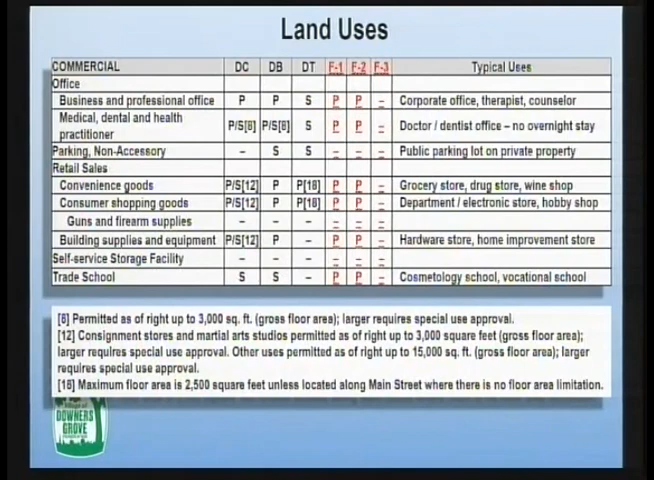 Land Uses
COMMERCIAL DC DB DT F-1 F-2 F-3 Typical Uses
Office
Business and professional office P P S P P – Corporate office, therapist, counselor
Medical, dental and health practitioner P/S[8] P/S[8] S P P – Doctor / dentist office – no overnight stay
Parking, Non-Accessory – S S – – – Public parking lot on private property
Retail Sales
Convenience goods P/S[12] P P[18] P P – Grocery store, drug store, wine shop
Consumer shopping goods P/S[12] P P[18] P P – Department / electronic store, hobby shop
Guns and firearm supplies – – – – – –
Building supplies and equipment P/S[12] P – P P – Hardware store, home improvement store
Self-service Storage Facility – – – – – –
Trade School S S – P P – Cosmetology school, vocational school
[8] Permitted as of right up to 3,000 sq. ft. (gross floor area); larger requires special use approval.
[12] Consignment stores and martial arts studios permitted as of right up to 3,000 square feet (gross floor area);
larger requires special use approval. Other uses permitted as of right up to 15,000 sq. ft. (gross floor area); larger
requires special use approval.
[18] Maximum floor area is 2,500 square feet unless located along Main Street where there is no floor area limitation.
DOWNERS
GROVE